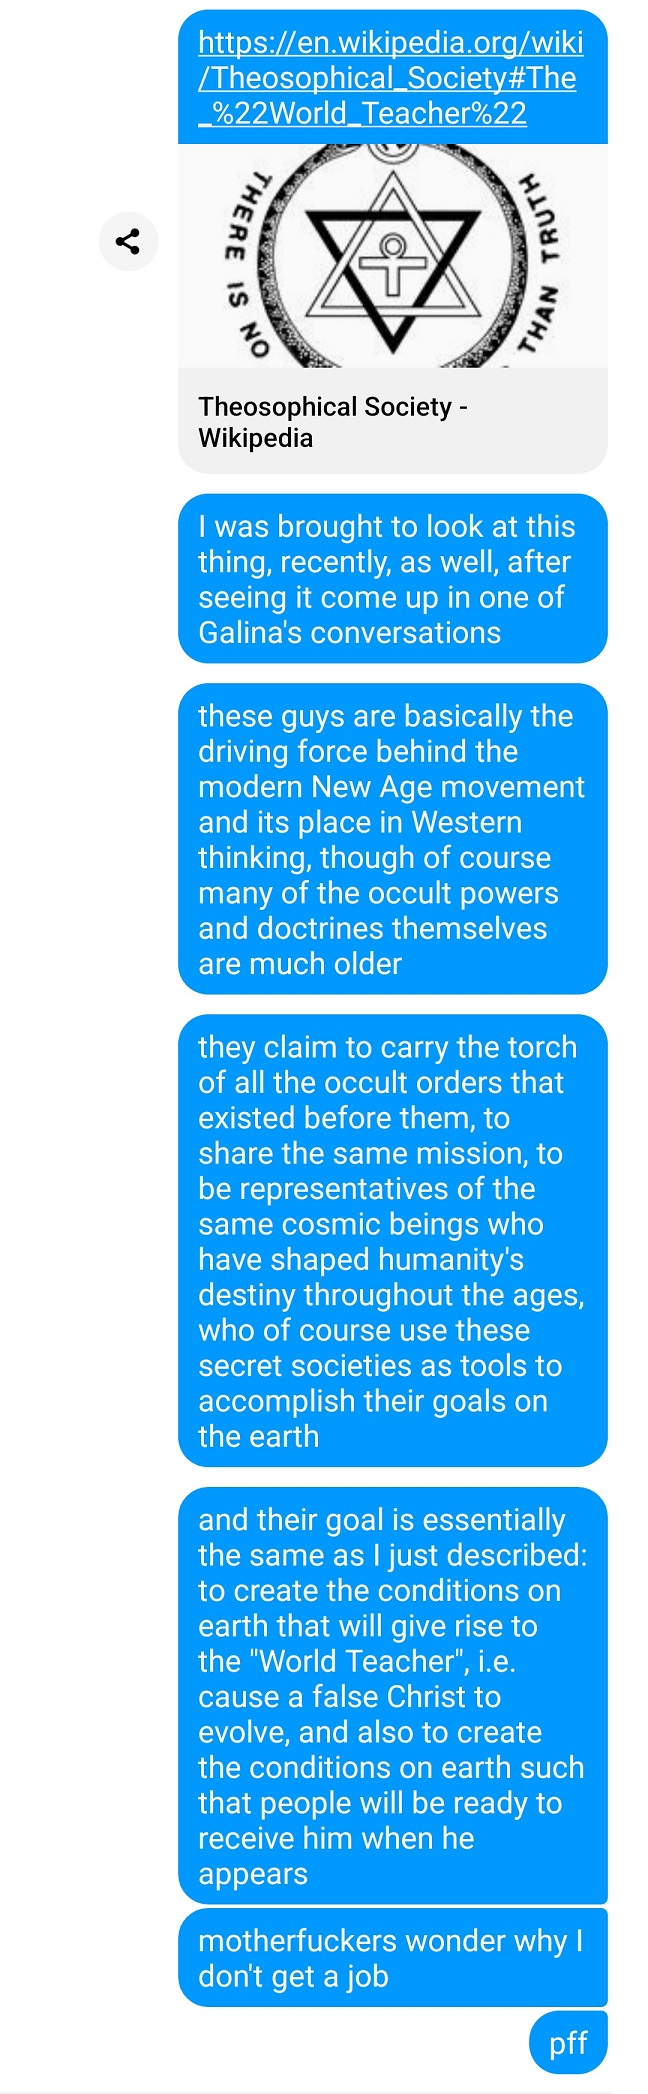 https://en.wikipedia.org/wiki
/Theosophical_Society#The
_%22World_Teacher%22
THERE IS NO
THAN TRUTH
Theosophical Society -
Wikipedia
I was brought to look at this
thing, recently, as well, after
seeing it come up in one of
Galina's conversations
these guys are basically the
driving force behind the
modern New Age movement
and its place in Western
thinking, though of course
many of the occult powers
and doctrines themselves
are much older
they claim to carry the torch
of all the occult orders that
existed before them, to
share the same mission, to
be representatives of the
same cosmic beings who
have shaped humanity's
destiny throughout the ages,
who of course use these
secret societies as tools to
accomplish their goals on
the earth
and their goal is essentially
the same as I just described:
to create the conditions on
earth that will give rise to
the "World Teacher", i.e.
cause a false Christ to
evolve, and also to create
the conditions on earth such
that people will be ready to
receive him when he
appears
motherfuckers wonder why I
don't get a job
pff